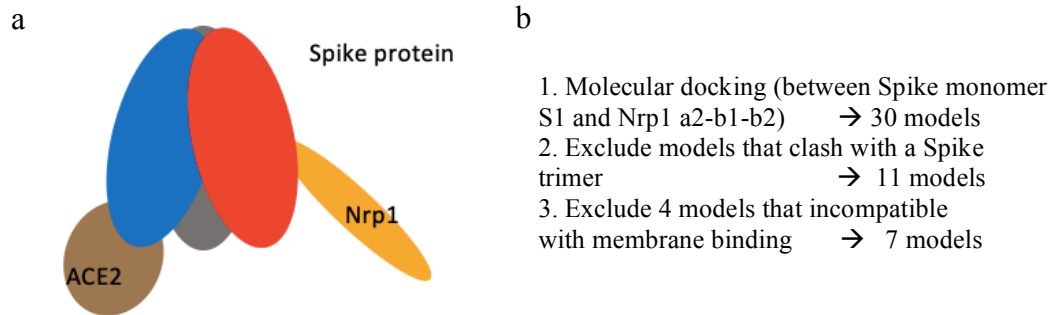 a
Spike protein
Nrp1
ACE2
b
1. Molecular docking (between Spike monomer
S1 and Nrp1 a2-b1-b2) → 30 models
2. Exclude models that clash with a Spike
trimer → 11 models
3. Exclude 4 models that incompatible
with membrane binding → 7 models